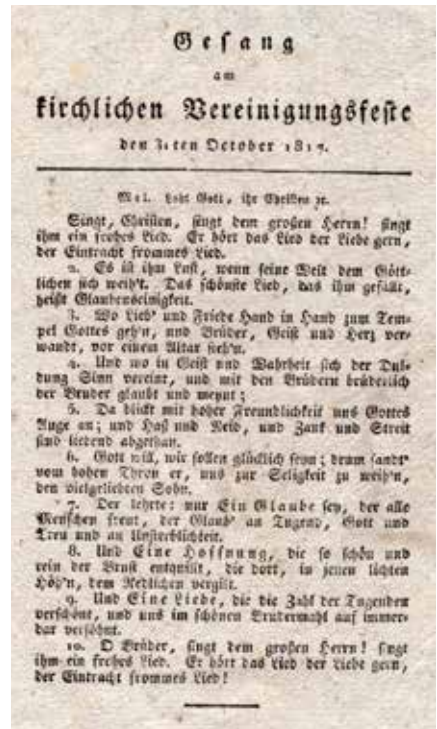 Gesang
am
kirchlichen Vereinigungsfeste
den 31ten October 1817.
Mel. Lobt Gott, ihr Christen ꝛc.
Singt, Christen, singt dem großen Herrn! singt
ihm ein frohes Lied. Er hört das Lied der Liebe gern,
der Eintracht frommes Lied.
2. Es ist ihm Lust, wenn seine Welt dem Gött-
lichen sich weih't. Das schönste Lied, das ihm gefällt,
heißt Glaubenseinigkeit.
3. Wo Lieb' und Friede Hand in Hand zum Tem-
pel Gottes geh'n, und Brüder, Geist und Herz ver-
wandt, vor einem Altar steh'n.
4. Und wo in Geist und Wahrheit sich der Dul-
dung Sinn vereint, und mit den Brüdern brüderlich
der Bruder glaubt und meynt;
5. Da blickt mit hoher Freundlichkeit uns Gottes
Auge an; und Haß und Neid, und Zank und Streit
sind liebend abgethan.
6. Gott will, wir sollen glücklich seyn; drum sandt'
vom hohen Thron er, uns zur Seligkeit zu weih'n,
den vielgeliebten Sohn.
7. Der lehrte: nur Ein Glaube sey, der alle
Menschen freut, der Glaub' an Tugend, Gott und
Treu und an Unsterblichkeit.
8. Und Eine Hoffnung, die so schön und
rein der Brust entquillt, die dort, in jenen lichten
Höh'n, dem Redlichen vergilt.
9. Und Eine Liebe, die die Zahl der Tugenden
verschönt, und uns im schönen Brudermahl auf immer-
dar versöhnt.
10. O Brüder, singt dem großen Herrn! singt
ihm ein frohes Lied. Er hört das Lied der Liebe gern,
der Eintracht frommes Lied!